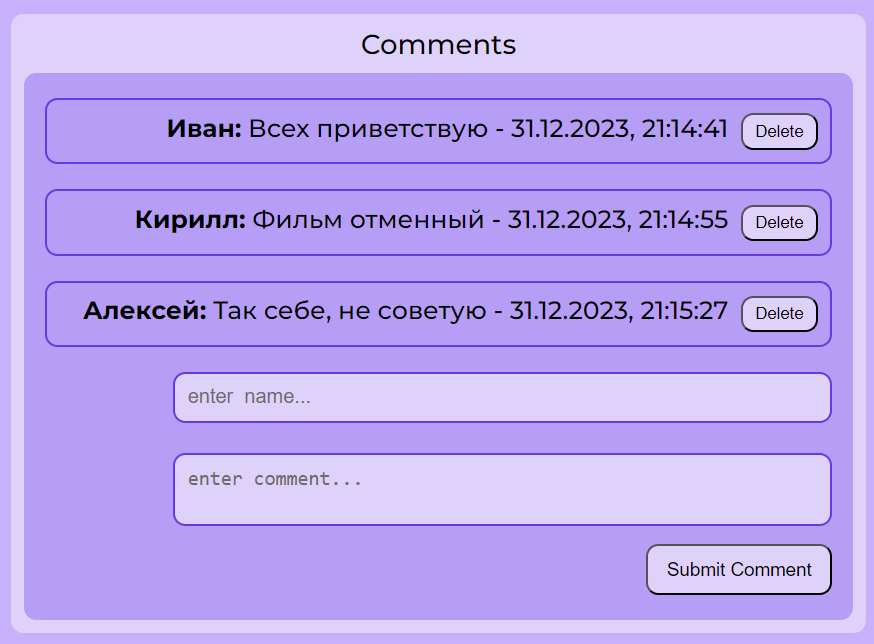 Comments
Иван: Всех приветствую - 31.12.2023, 21:14:41 Delete
Кирилл: Фильм отменный - 31.12.2023, 21:14:55 Delete
Алексей: Так себе, не советую - 31.12.2023, 21:15:27 Delete
enter name...
enter comment...
Submit Comment